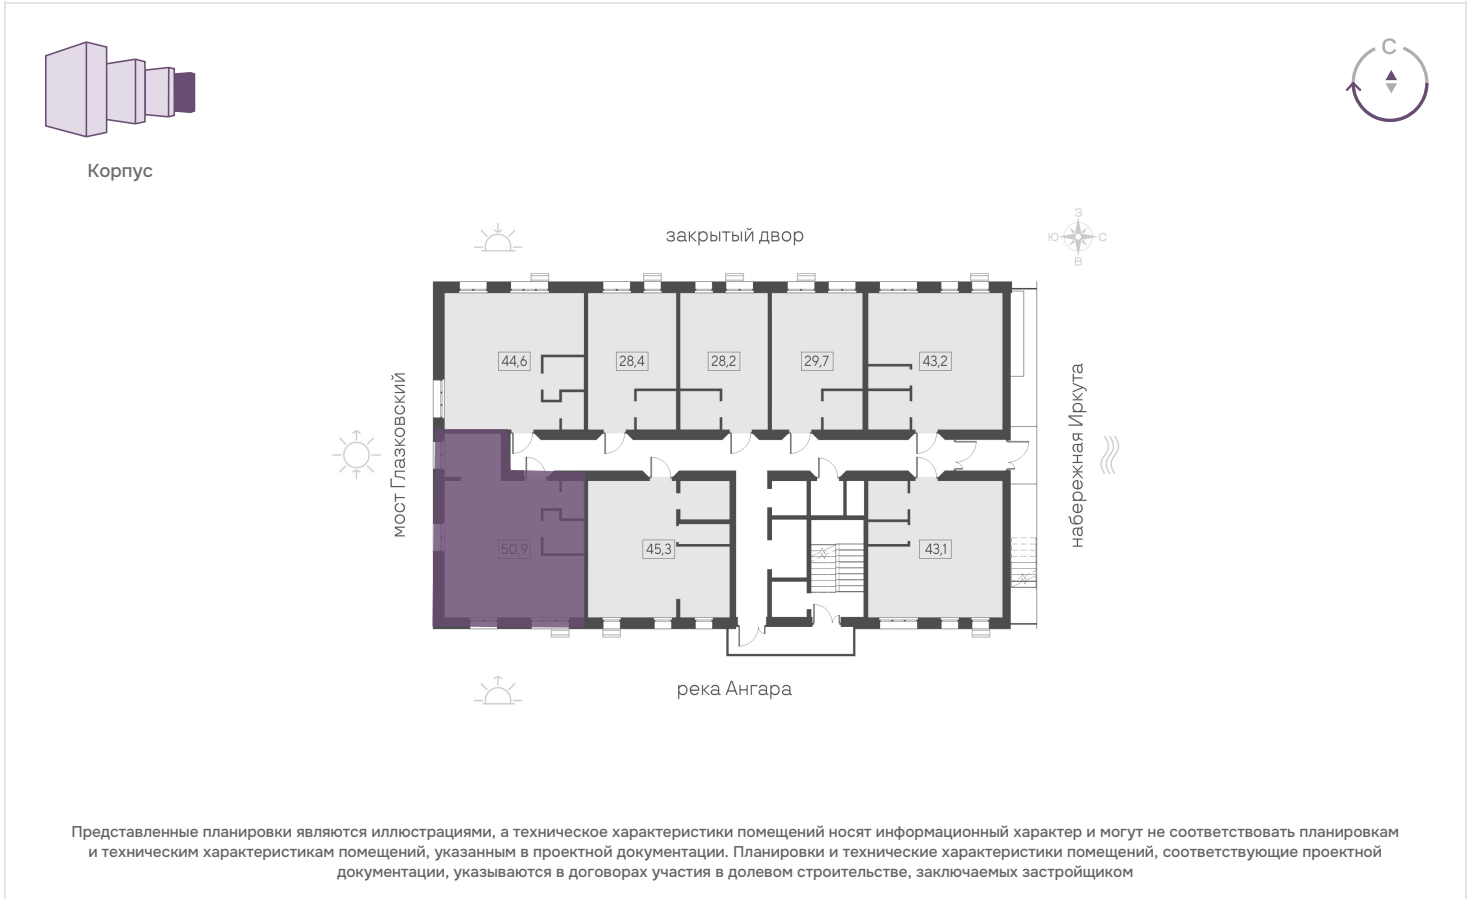 С
Корпус
закрытый двор
З
Ю
С
В
44,6
28,4
28,2
29,7
43,2
мост Глазковский
набережная Иркута
50,9
45,3
43,1
река Ангара
Представленные планировки являются иллюстрациями, а техническое характеристики помещений носят информационный характер и могут не соответствовать планировкам
и техническим характеристикам помещений, указанным в проектной документации. Планировки и технические характеристики помещений, соответствующие проектной
документации, указываются в договорах участия в долевом строительстве, заключаемых застройщиком